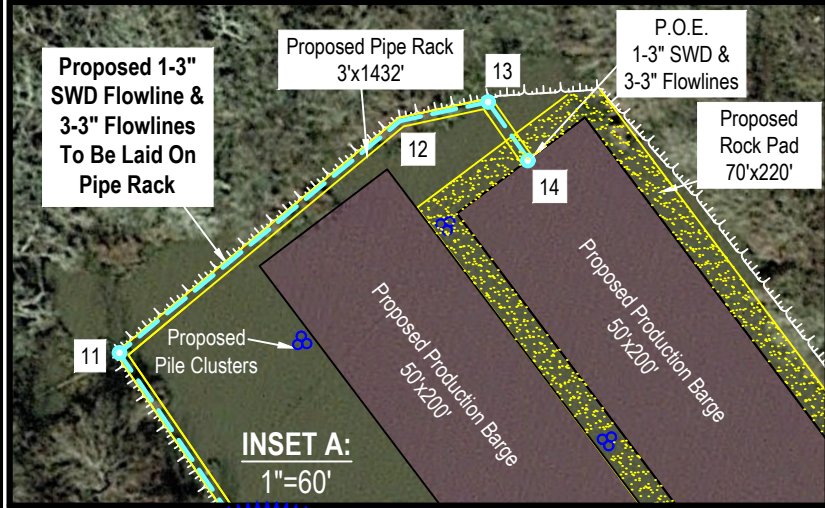 Proposed 1-3"
SWD Flowline &
3-3" Flowlines
To Be Laid On
Pipe Rack
Proposed Pipe Rack
3'x1432'
13
P.O.E.
1-3" SWD &
3-3" Flowlines
12
14
Proposed
Rock Pad
70'x220'
11
Proposed
Pile Clusters
Proposed Production Barge
50'x200'
Proposed Production Barge
50'x200'
INSET A:
1"=60'